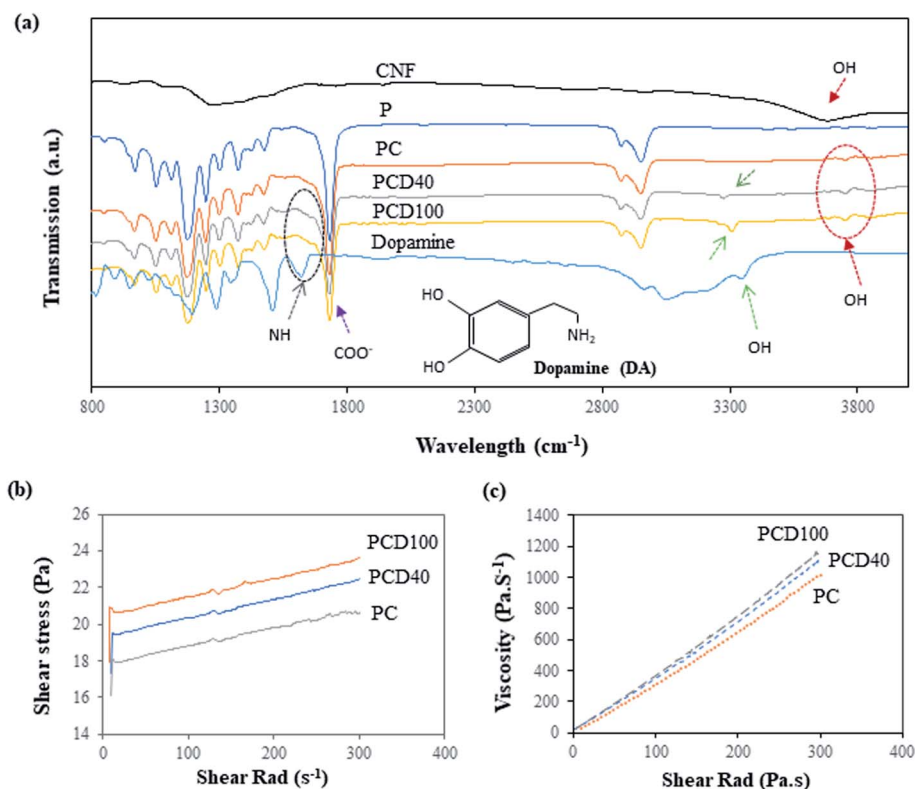 (a)
CNF
OH
P
PC
PCD40
PCD100
Dopamine
NH
COO⁻
HO
HO
NH₂
Dopamine (DA)
OH
OH
Transmission (a.u.)
800 1300 1800 2300 2800 3300 3800
Wavelength (cm⁻¹)
(b)
Shear stress (Pa)
26
24
22
20
18
16
14
PCD100
PCD40
PC
0 100 200 300 400
Shear Rad (s⁻¹)
(c)
Viscosity (Pa.S⁻¹)
1400
1200
1000
800
600
400
200
0
PCD100
PCD40
PC
0 100 200 300 400
Shear Rad (Pa.s)